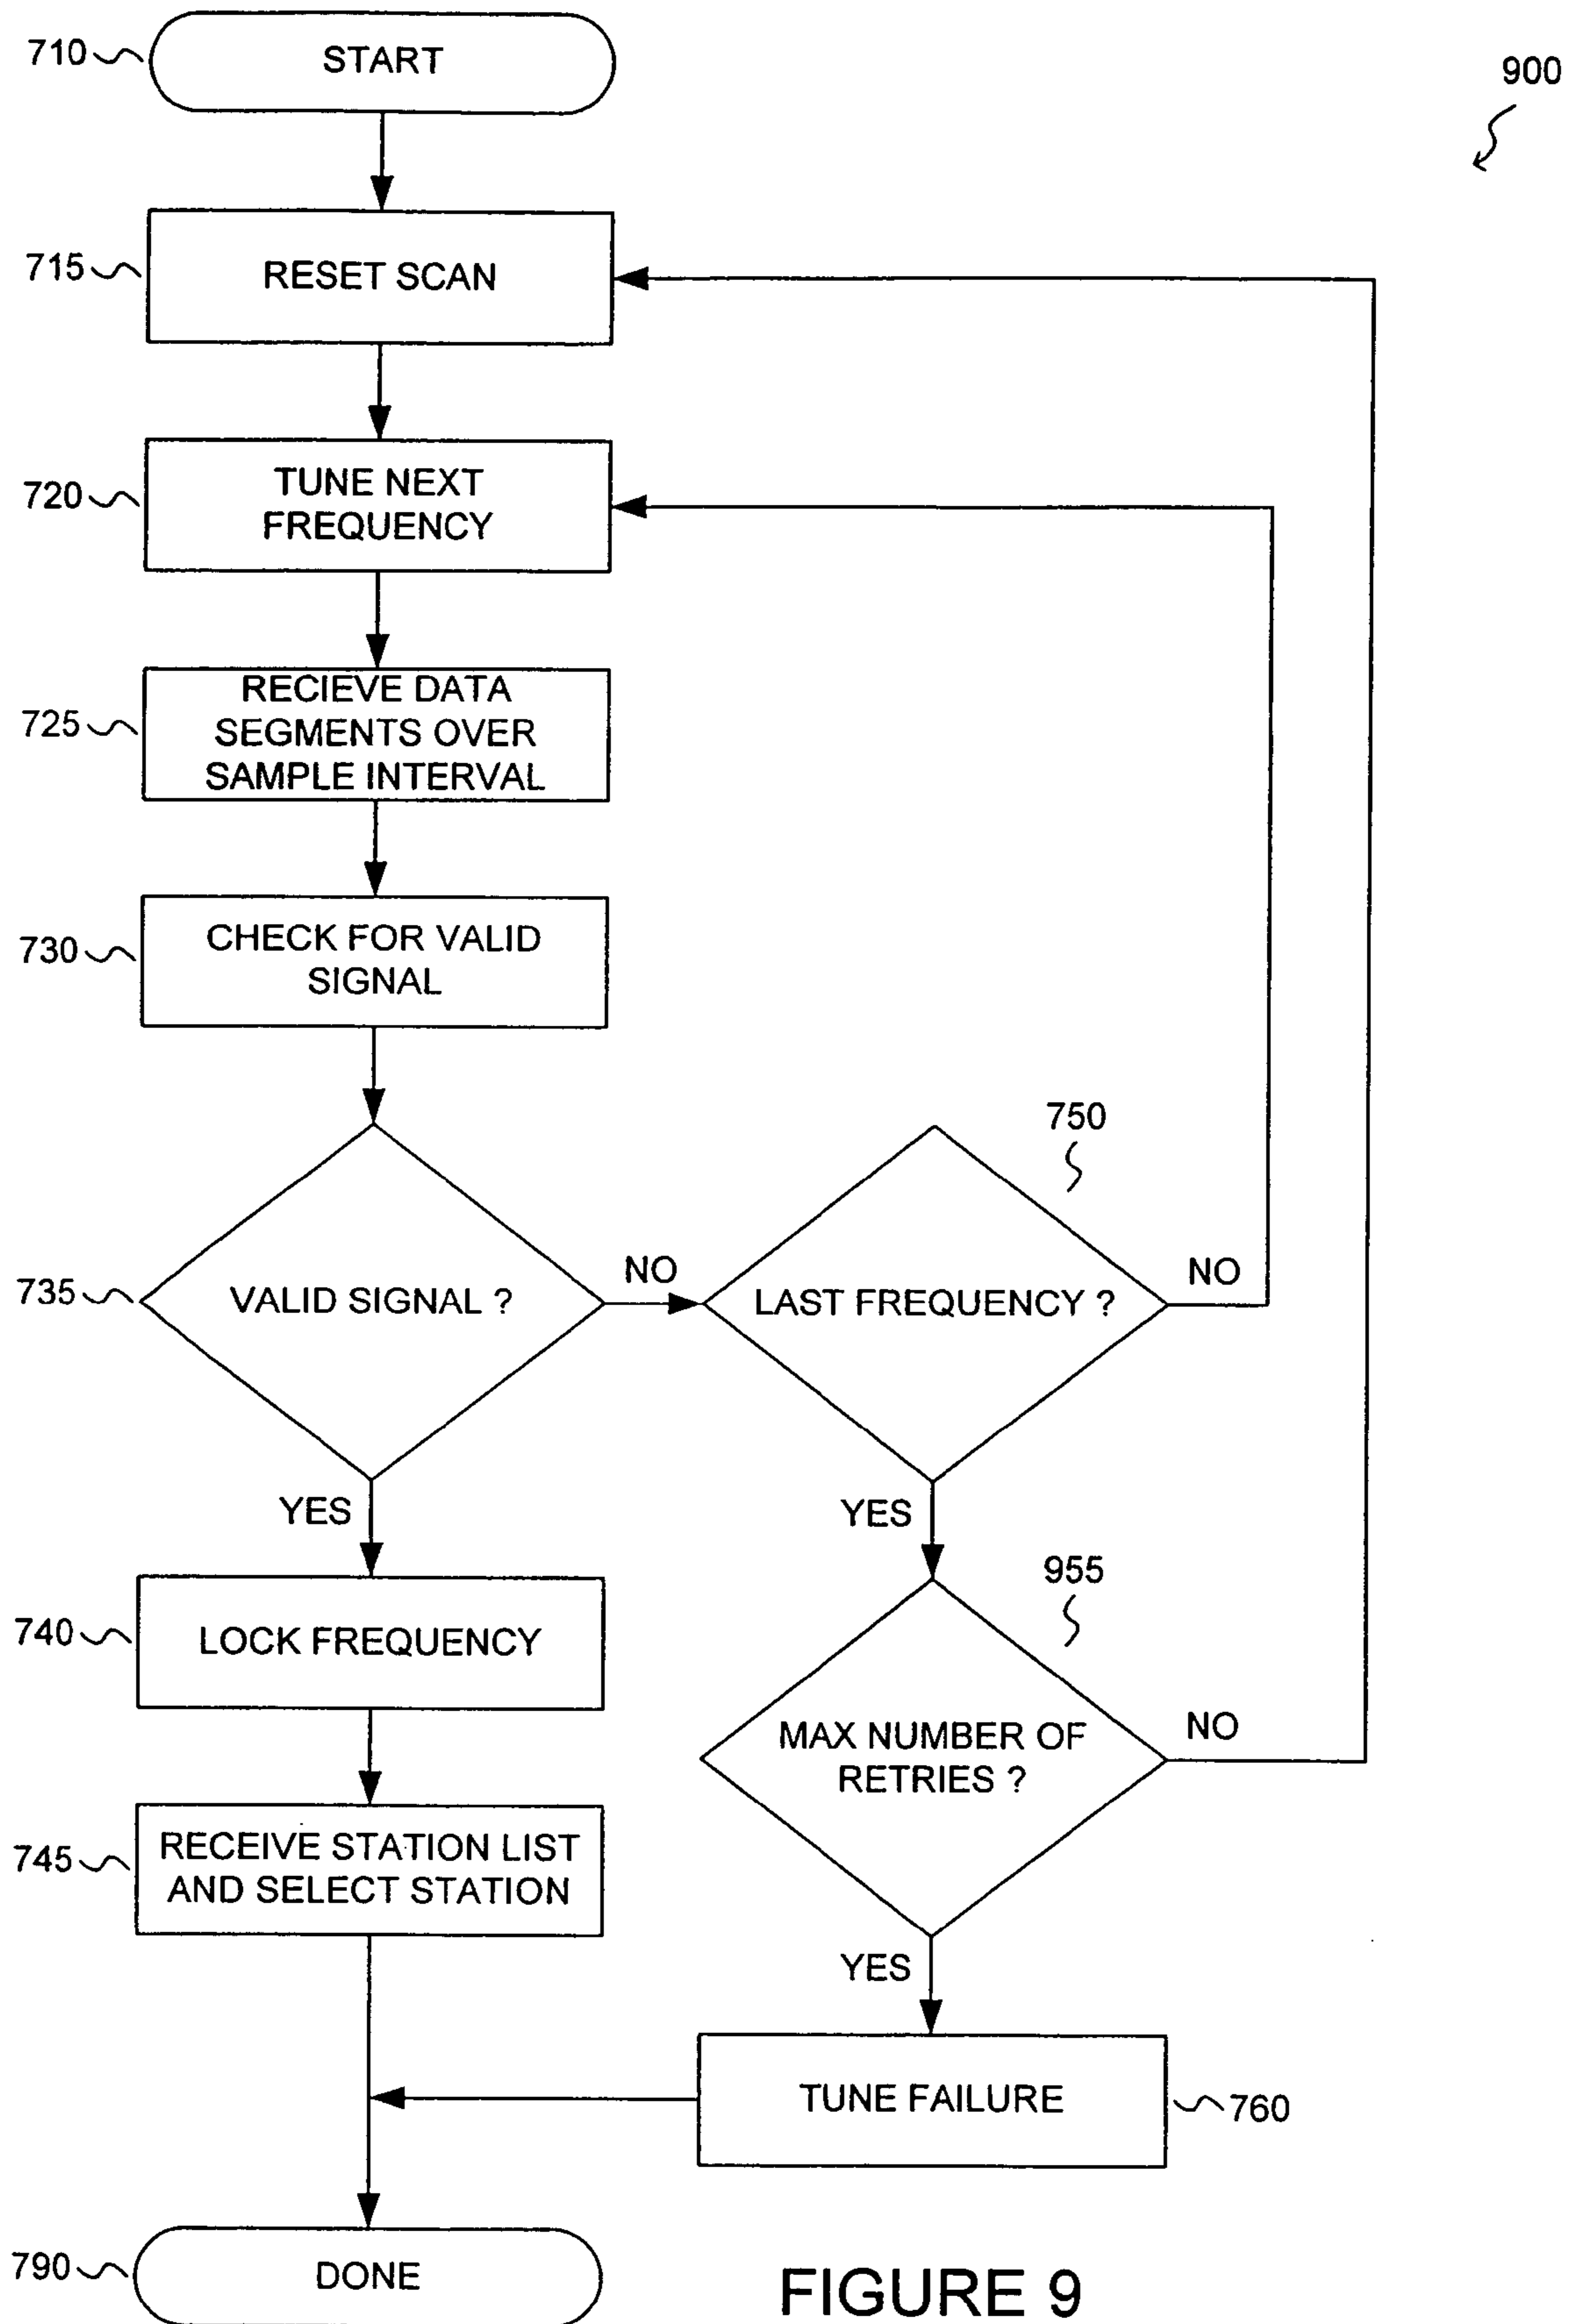 710
START
900
715
RESET SCAN
720
TUNE NEXT
FREQUENCY
725
RECIEVE DATA
SEGMENTS OVER
SAMPLE INTERVAL
730
CHECK FOR VALID
SIGNAL
735
VALID SIGNAL ?
NO
750
LAST FREQUENCY ?
NO
YES
YES
740
LOCK FREQUENCY
955
MAX NUMBER OF
RETRIES ?
NO
745
RECEIVE STATION LIST
AND SELECT STATION
YES
TUNE FAILURE
760
790
DONE
FIGURE 9